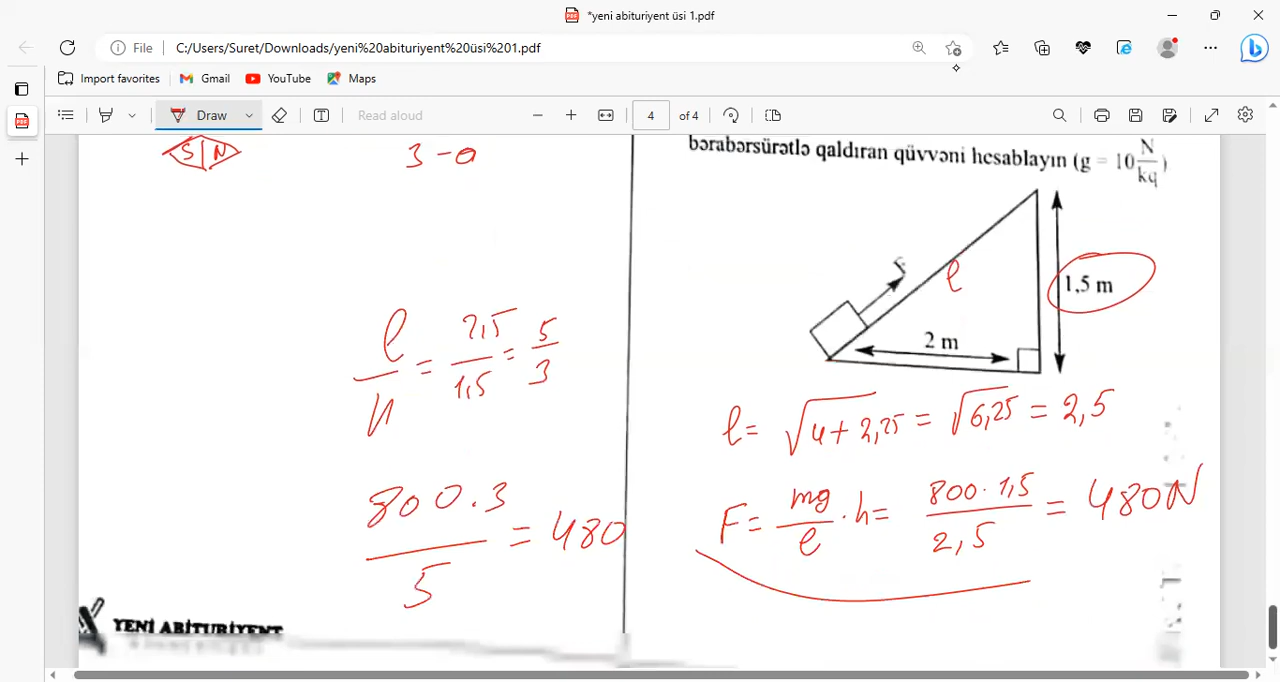 *yeni abituriyent üsi 1.pdf
File C:/Users/Suret/Downloads/yeni%20abituriyent%20üsi%201.pdf
Import favorites Gmail YouTube Maps
Draw Read aloud 4 of 4
S | N
3 - a
l/h = 2,5/1,5 = 5/3
800 · 3 / 5 = 480
YENİ ABİTURİYENT
bərabərsürətlə qaldıran qüvvəni hesablayın (g = 10 N/kq)
F
l
1,5 m
2 m
l = √4 + 2,25 = √6,25 = 2,5
F = mg/l · h = 800 · 1,5 / 2,5 = 480N